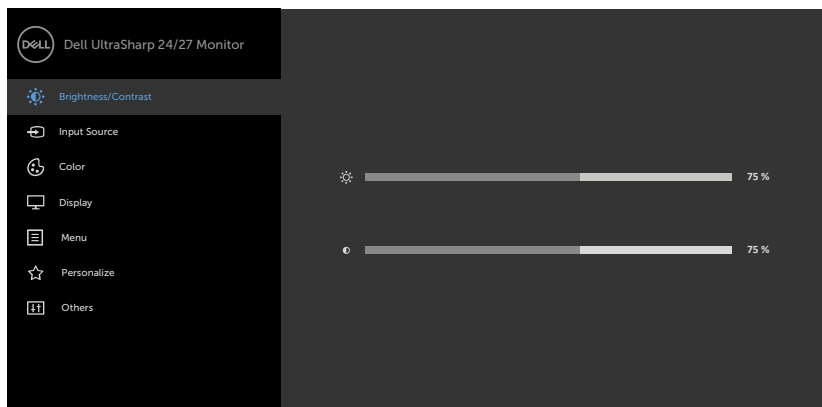 DELL
Dell UltraSharp 24/27 Monitor
Brightness/Contrast
Input Source
Color
75 %
Display
Menu
75 %
Personalize
Others